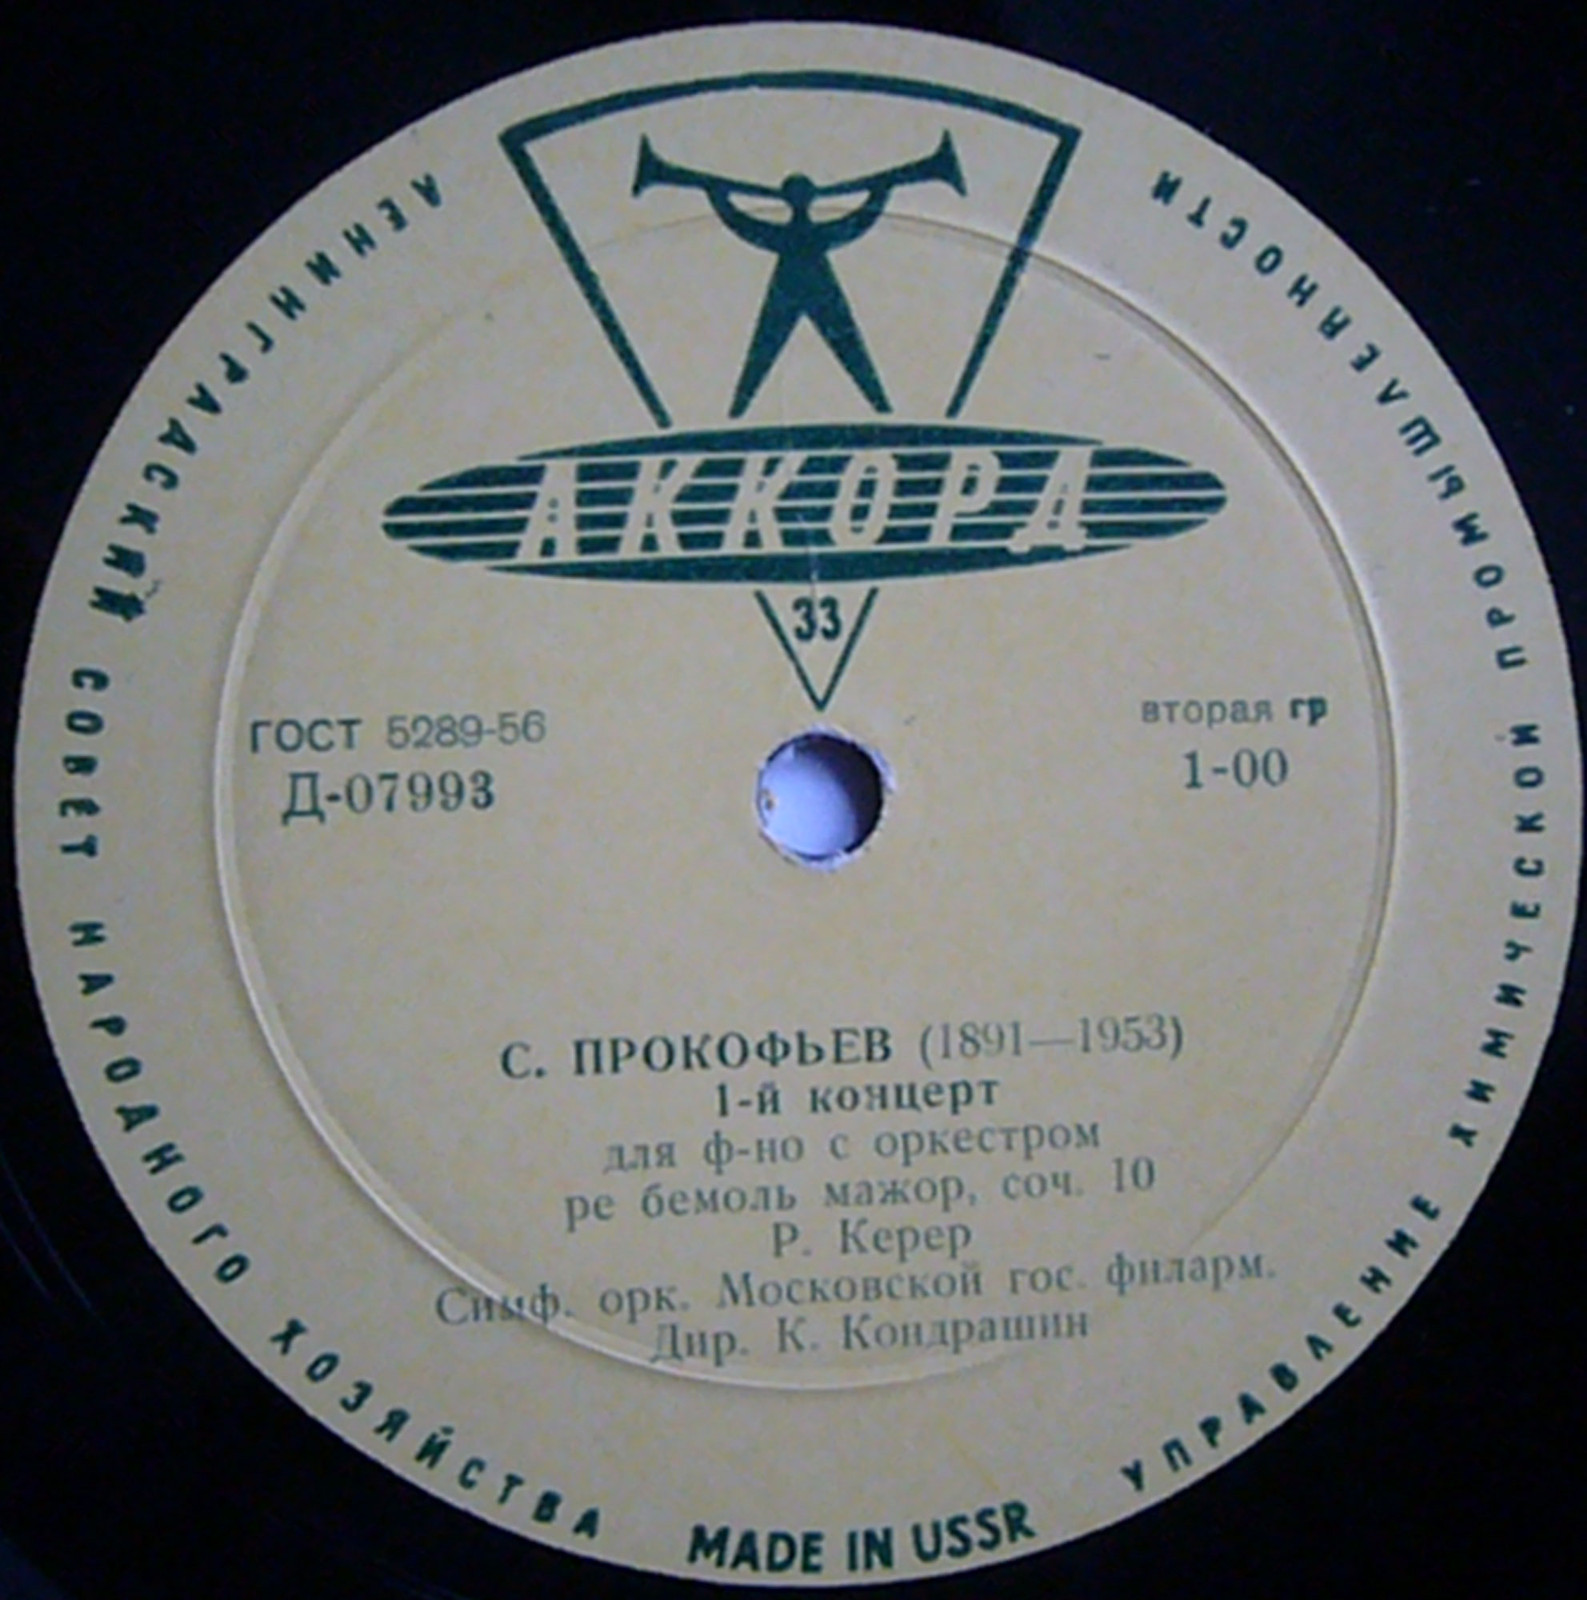 АККОРД
33
ГОСТ 5289-56
Д-07993
вторая гр
1-00
С. ПРОКОФЬЕВ (1891—1953)
1-й концерт
для ф-но с оркестром
ре бемоль мажор, соч. 10
Р. Керер
Симф. орк. Московской гос. филарм.
Дир. К. Кондрашин
ЛЕНИНГРАДСКИЙ СОВЕТ НАРОДНОГО ХОЗЯЙСТВА
MADE IN USSR
УПРАВЛЕНИЕ ХИМИЧЕСКОЙ ПРОМЫШЛЕННОСТИ